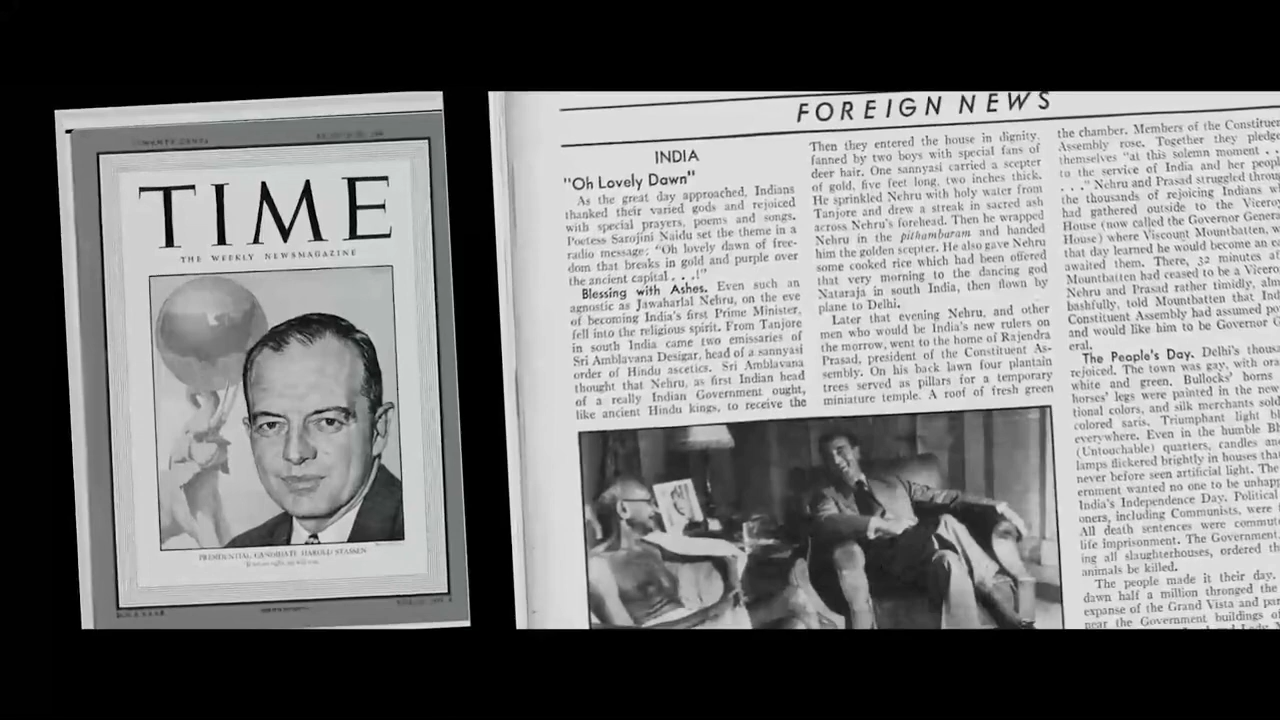 TIME
THE WEEKLY NEWSMAGAZINE
PRESIDENTIAL CANDIDATE HAROLD STASSEN
FOREIGN NEWS
INDIA
"Oh Lovely Dawn"
As the great day approached, Indians
thanked their varied gods and rejoiced
with special prayers, poems and songs.
Poetess Sarojini Naidu set the theme in a
radio message: "Oh lovely dawn of free-
dom that breaks in gold and purple over
the ancient capital . . .!"
Blessing with Ashes. Even such an
agnostic as Jawaharlal Nehru, on the eve
of becoming India's first Prime Minister,
fell into the religious spirit. From Tanjore
in south India came two emissaries of
Sri Amblavana Desigar, head of a sannyasi
order of Hindu ascetics. Sri Amblavana
thought that Nehru, as first Indian head
of a really Indian Government ought,
like ancient Hindu kings, to receive the
Then they entered the house in dignity,
fanned by two boys with special fans of
deer hair. One sannyasi carried a scepter
of gold, five feet long, two inches thick.
He sprinkled Nehru with holy water from
Tanjore and drew a streak in sacred ash
across Nehru's forehead. Then he wrapped
Nehru in the pithambaram and handed
him the golden scepter. He also gave Nehru
some cooked rice which had been offered
that very morning to the dancing god
Nataraja in south India, then flown by
plane to Delhi.
Later that evening Nehru, and other
men who would be India's new rulers on
the morrow, went to the home of Rajendra
Prasad, president of the Constituent As-
sembly. On his back lawn four plantain
trees served as pillars for a temporary
miniature temple. A roof of fresh green
the chamber. Members of the Constituen
Assembly rose. Together they pledge
themselves "at this solemn moment . .
to the service of India and her peop
. . ." Nehru and Prasad struggled throug
the thousands of rejoicing Indians w
had gathered outside to the Viceroy
House (now called the Governor Genera
House) where Viscount Mountbatten, w
that day learned he would become an e
awaited them. There, 32 minutes af
Mountbatten had ceased to be a Vicero
Nehru and Prasad rather timidly, alm
bashfully, told Mountbatten that Ind
Constituent Assembly had assumed po
and would like him to be Governor G
eral.
The People's Day. Delhi's thousa
rejoiced. The town was gay, with ora
white and green. Bullocks' horns
horses' legs were painted in the new
tional colors, and silk merchants sold
colored saris. Triumphant light bl
everywhere. Even in the humble Bh
(Untouchable) quarters, candles an
lamps flickered brightly in houses tha
never before seen artificial light. The
ernment wanted no one to be unhapp
India's Independence Day. Political
oners, including Communists, were
All death sentences were commut
life imprisonment. The Government,
ing all slaughterhouses, ordered th
animals be killed.
The people made it their day.
dawn half a million thronged the
expanse of the Grand Vista and par
near the Government buildings of